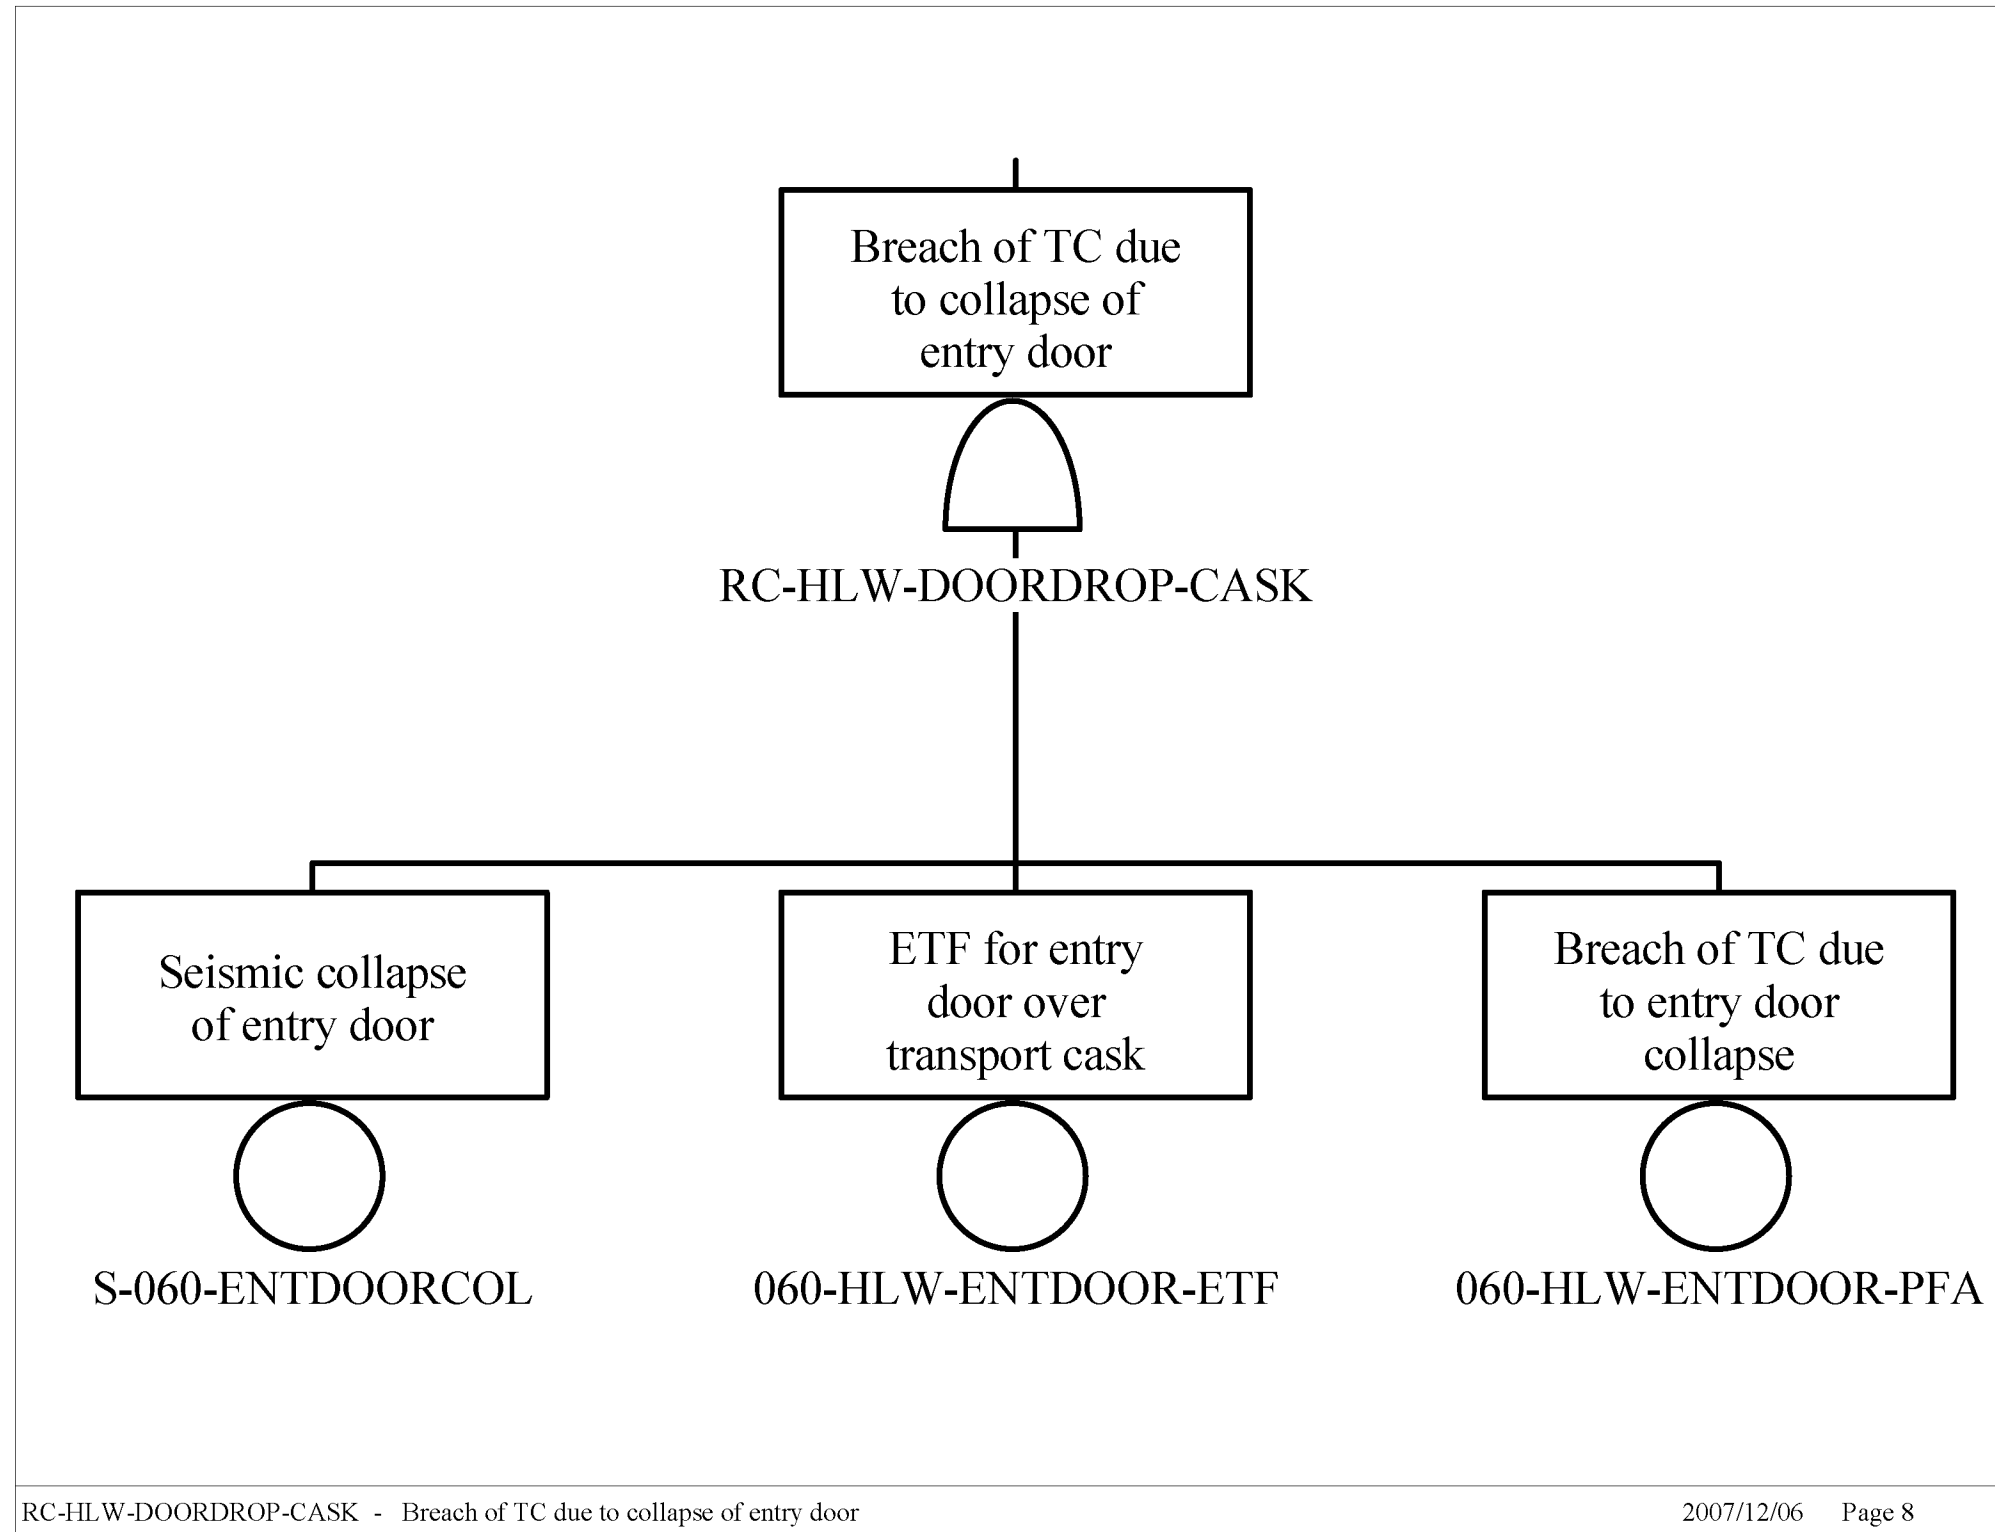 Breach of TC due
to collapse of
entry door
RC-HLW-DOORDROP-CASK
Seismic collapse
of entry door
S-060-ENTDOORCOL
ETF for entry
door over
transport cask
060-HLW-ENTDOOR-ETF
Breach of TC due
to entry door
collapse
060-HLW-ENTDOOR-PFA
RC-HLW-DOORDROP-CASK - Breach of TC due to collapse of entry door
2007/12/06 Page 8